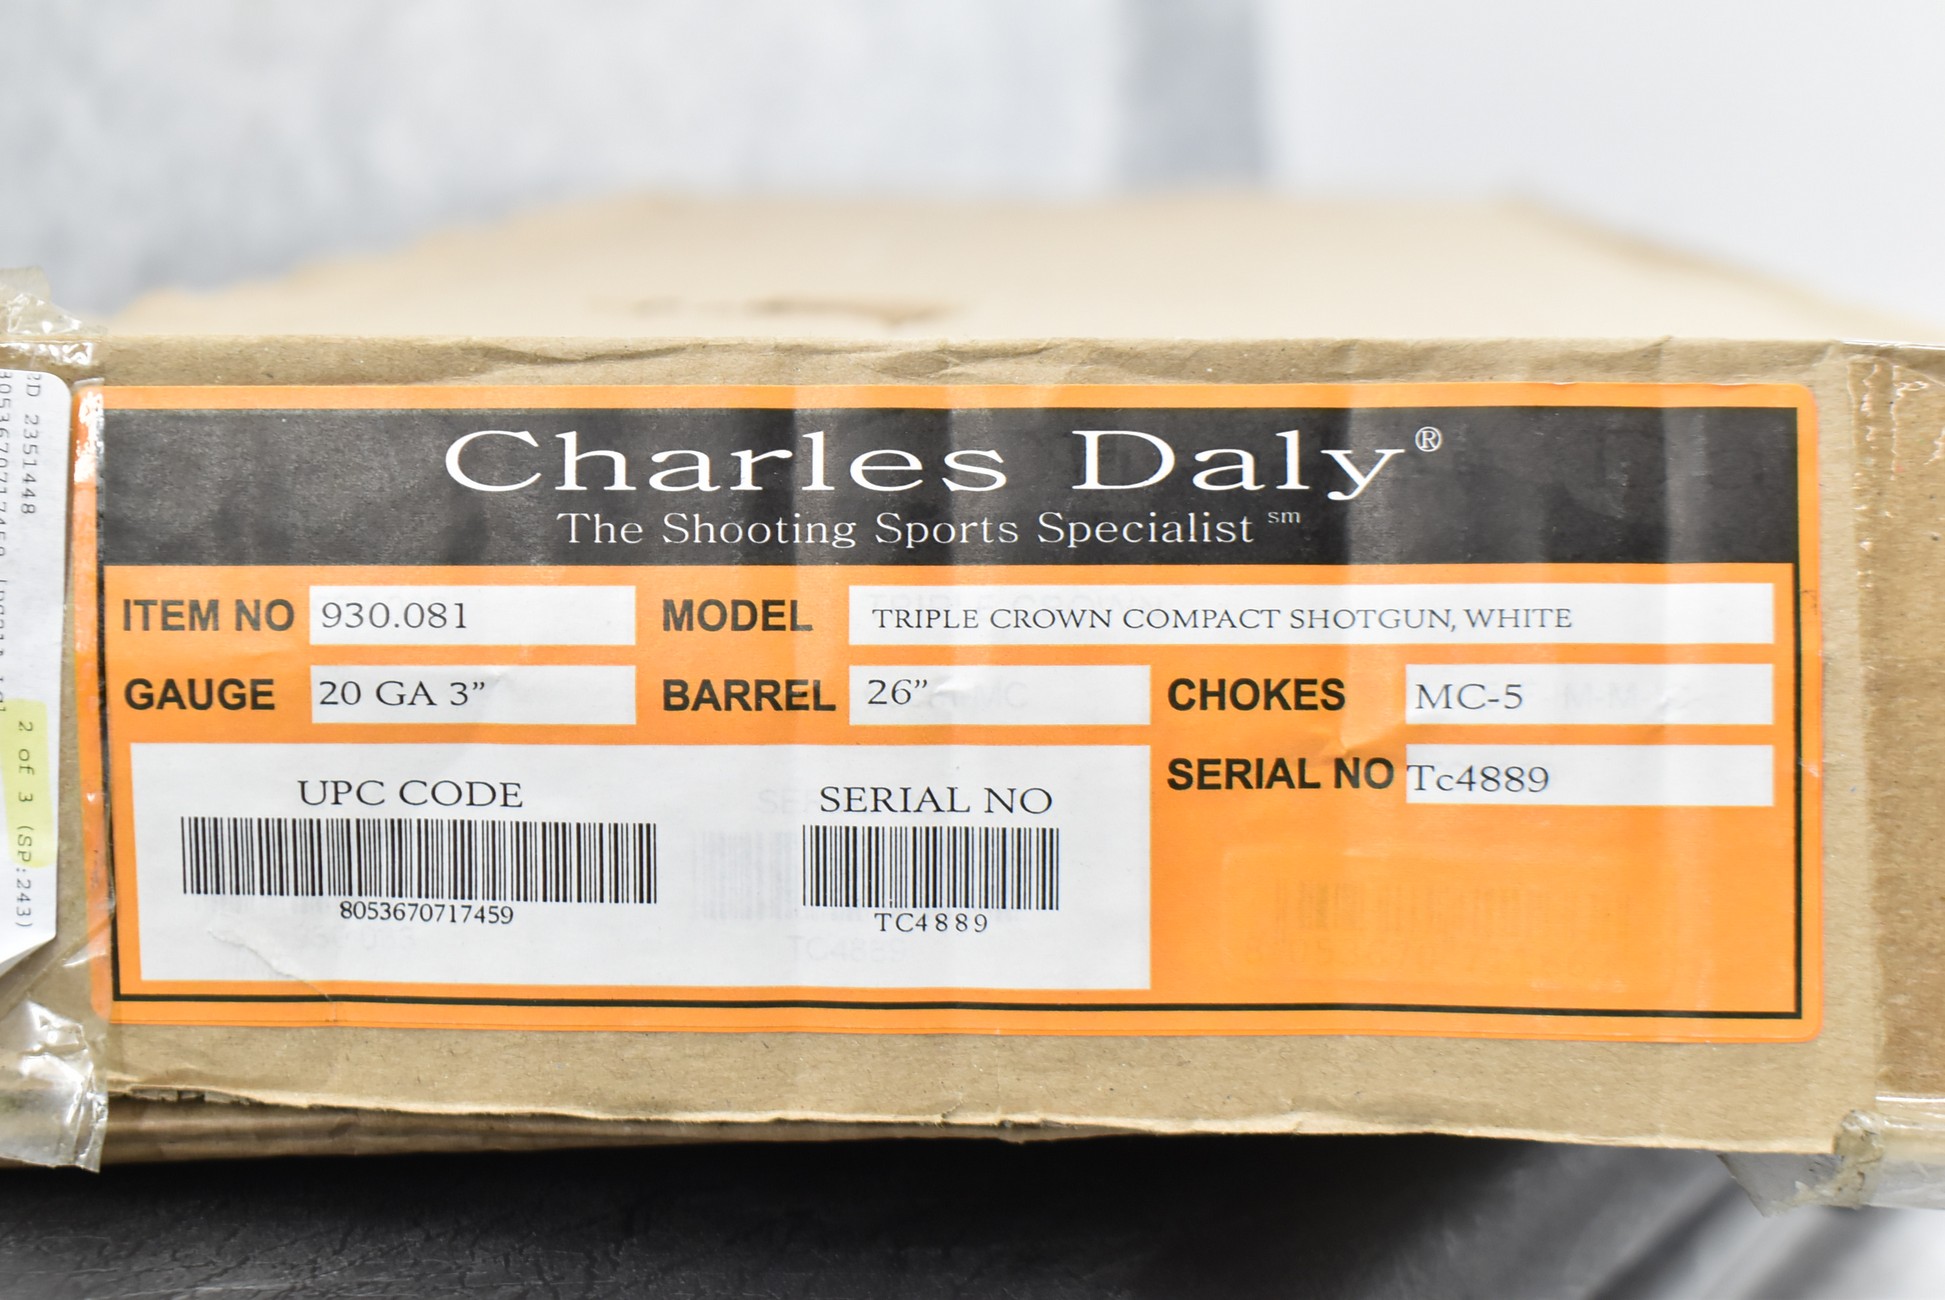 Charles Daly®
The Shooting Sports Specialist sm
ITEM NO 930.081 MODEL TRIPLE CROWN COMPACT SHOTGUN, WHITE
GAUGE 20 GA 3” BARREL 26” CHOKES MC-5
SERIAL NO Tc4889
UPC CODE
8053670717459
SERIAL NO
TC4889
2351448
2 of 3 (SP:243)